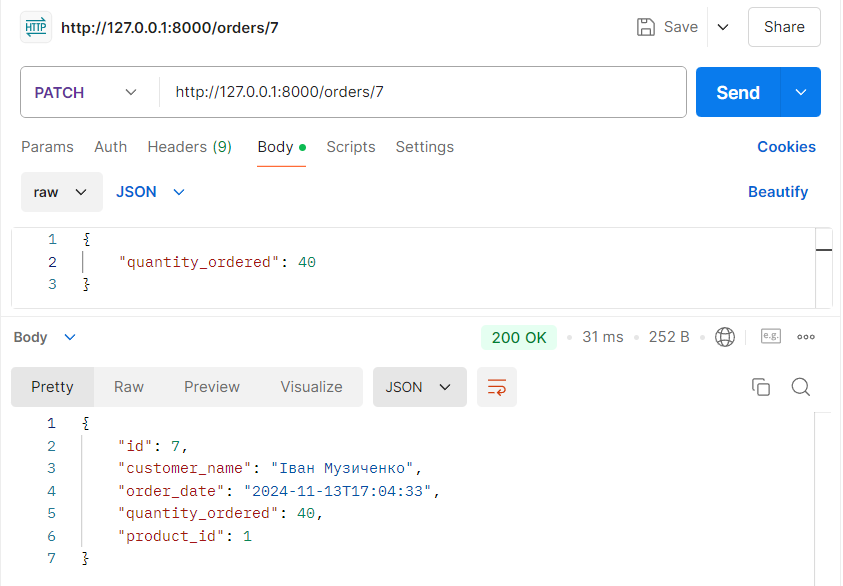 HTTP http://127.0.0.1:8000/orders/7 Save Share
PATCH http://127.0.0.1:8000/orders/7 Send
Params Auth Headers (9) Body Scripts Settings Cookies
raw JSON Beautify
1 {
2 "quantity_ordered": 40
3 }
Body 200 OK 31 ms 252 B e.g.
Pretty Raw Preview Visualize JSON
1 {
2 "id": 7,
3 "customer_name": "Іван Музиченко",
4 "order_date": "2024-11-13T17:04:33",
5 "quantity_ordered": 40,
6 "product_id": 1
7 }